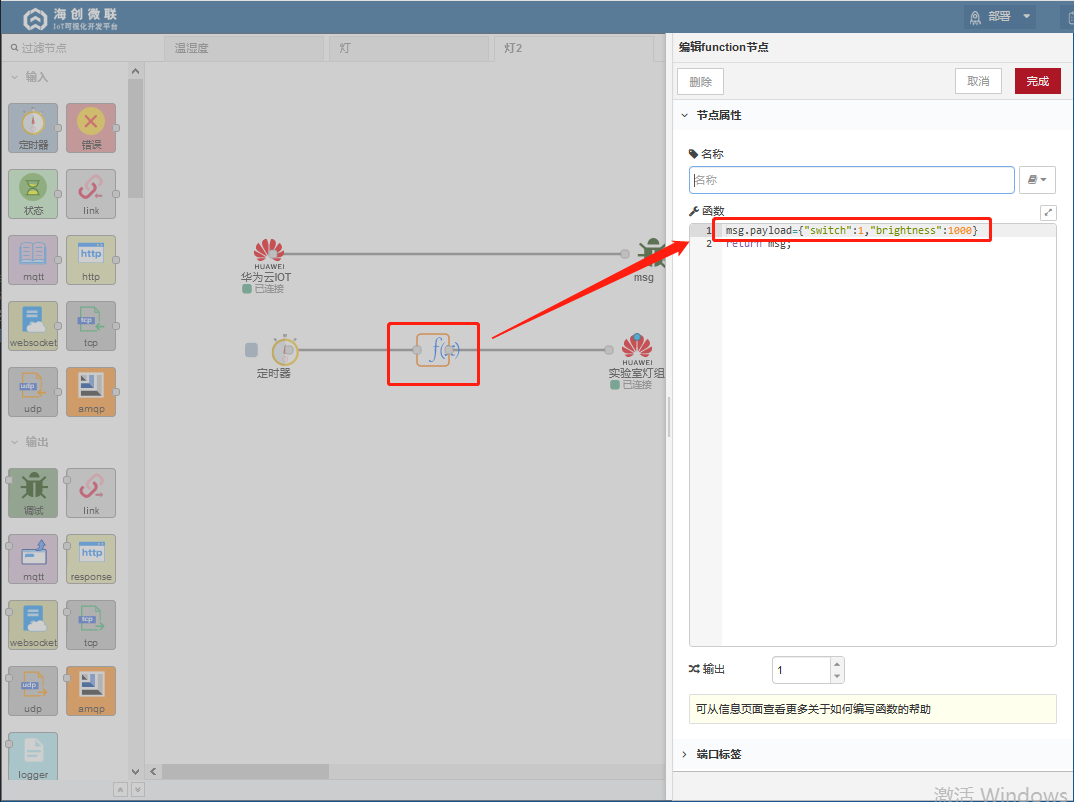 海创微联
IoT可视化开发平台
部署
过滤节点
温湿度
灯
灯2
输入
定时器
错误
状态
link
mqtt
http
http
websocket
tcp
tcp
udp
udp
amqp
输出
调试
link
mqtt
http
response
websocket
tcp
tcp
udp
udp
amqp
logger
HUAWEI
华为云IOT
已连接
msg
定时器
f(x)
HUAWEI
实验室灯组
已连接
编辑function节点
删除
取消
完成
节点属性
名称
名称
函数
1 msg.payload={"switch":1,"brightness":1000}
2 return msg;
输出
1
可从信息页面查看更多关于如何编写函数的帮助
端口标签
激活 Windows